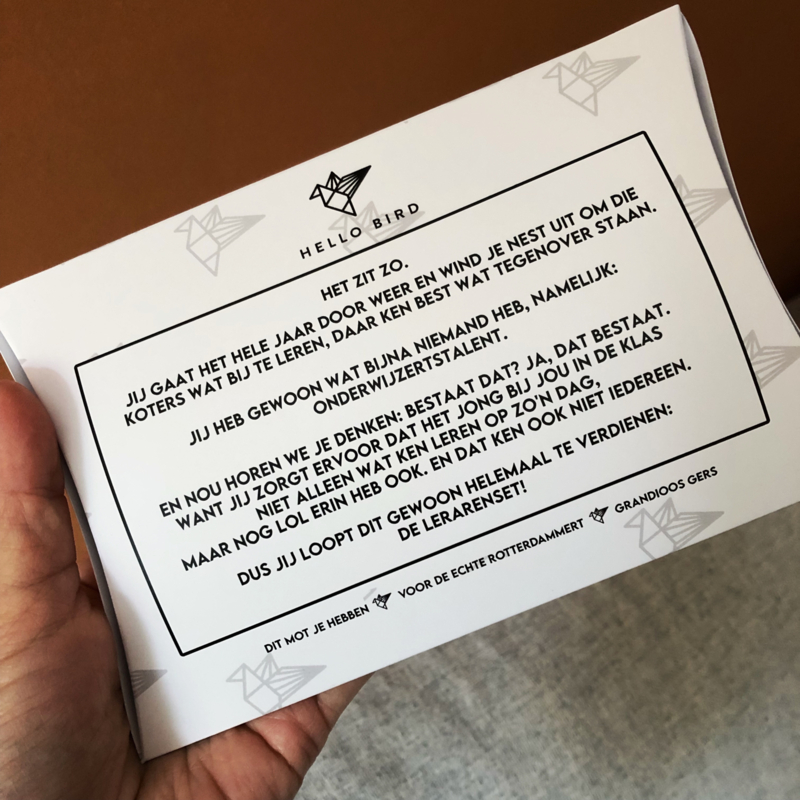 HELLO BIRD
HET ZIT ZO.
JIJ GAAT HET HELE JAAR DOOR WEER EN WIND JE NEST UIT OM DIE
KOTERS WAT BIJ TE LEREN, DAAR KEN BEST WAT TEGENOVER STAAN.
JIJ HEB GEWOON WAT BIJNA NIEMAND HEB, NAMELIJK:
ONDERWIJZERTSTALENT.
EN NOU HOREN WE JE DENKEN: BESTAAT DAT? JA, DAT BESTAAT.
WANT JIJ ZORGT ERVOOR DAT HET JONG BIJ JOU IN DE KLAS
NIET ALLEEN WAT KEN LEREN OP ZO'N DAG,
MAAR NOG LOL ERIN HEB OOK. EN DAT KEN OOK NIET IEDEREEN.
DUS JIJ LOOPT DIT GEWOON HELEMAAL TE VERDIENEN:
DE LERARENSET!
DIT MOT JE HEBBEN VOOR DE ECHTE ROTTERDAMMERT GRANDIOOS GERS